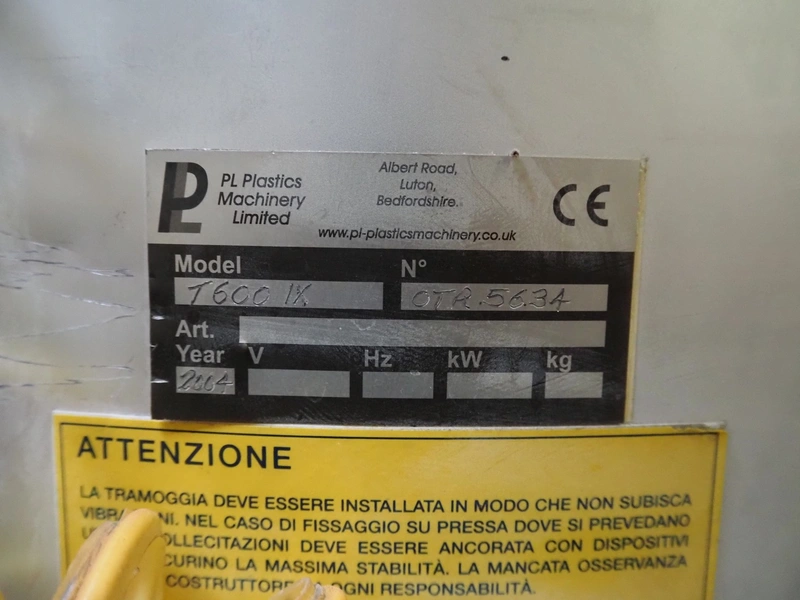 PL
PL Plastics
Machinery
Limited
Albert Road,
Luton,
Bedfordshire.
www.pl-plasticsmachinery.co.uk
CE
Model N°
T600 IX OTR.563A
Art.
Year V Hz kW kg
2004
ATTENZIONE
LA TRAMOGGIA DEVE ESSERE INSTALLATA IN MODO CHE NON SUBISCA
NEL CASO DI FISSAGGIO SU PRESSA DOVE SI PREVEDANO
DEVE ESSERE ANCORATA CON DISPOSITIVI
LA MASSIMA STABILITÀ. LA MANCATA OSSERVANZA
COSTRUTTORE OGNI RESPONSABILITÀ.